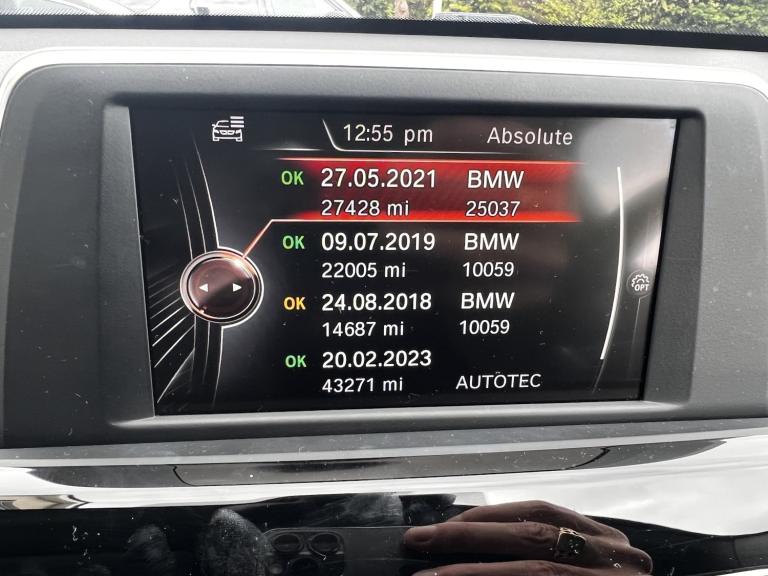 12:55 pm Absolute
OK 27.05.2021 BMW
27428 mi 25037
OK 09.07.2019 BMW
22005 mi 10059
OK 24.08.2018 BMW
14687 mi 10059
OK 20.02.2023
43271 mi AUTÖTEC
OPT